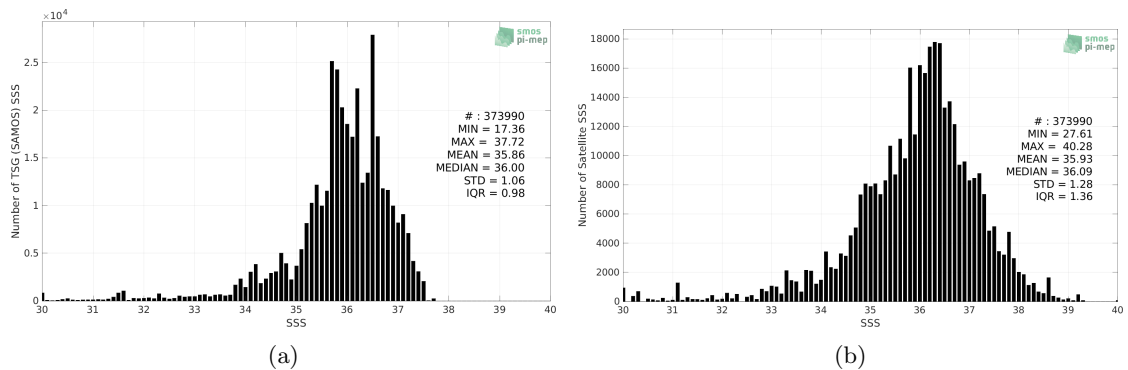 ×10⁴
2.5
2
1.5
1
0.5
0
Number of TSG (SAMOS) SSS
30 31 32 33 34 35 36 37 38 39 40
SSS
smos
pi-mep
# : 373990
MIN = 17.36
MAX = 37.72
MEAN = 35.86
MEDIAN = 36.00
STD = 1.06
IQR = 0.98
(a)
18000
16000
14000
12000
10000
8000
6000
4000
2000
0
Number of Satellite SSS
30 31 32 33 34 35 36 37 38 39 40
SSS
smos
pi-mep
# : 373990
MIN = 27.61
MAX = 40.28
MEAN = 35.93
MEDIAN = 36.09
STD = 1.28
IQR = 1.36
(b)